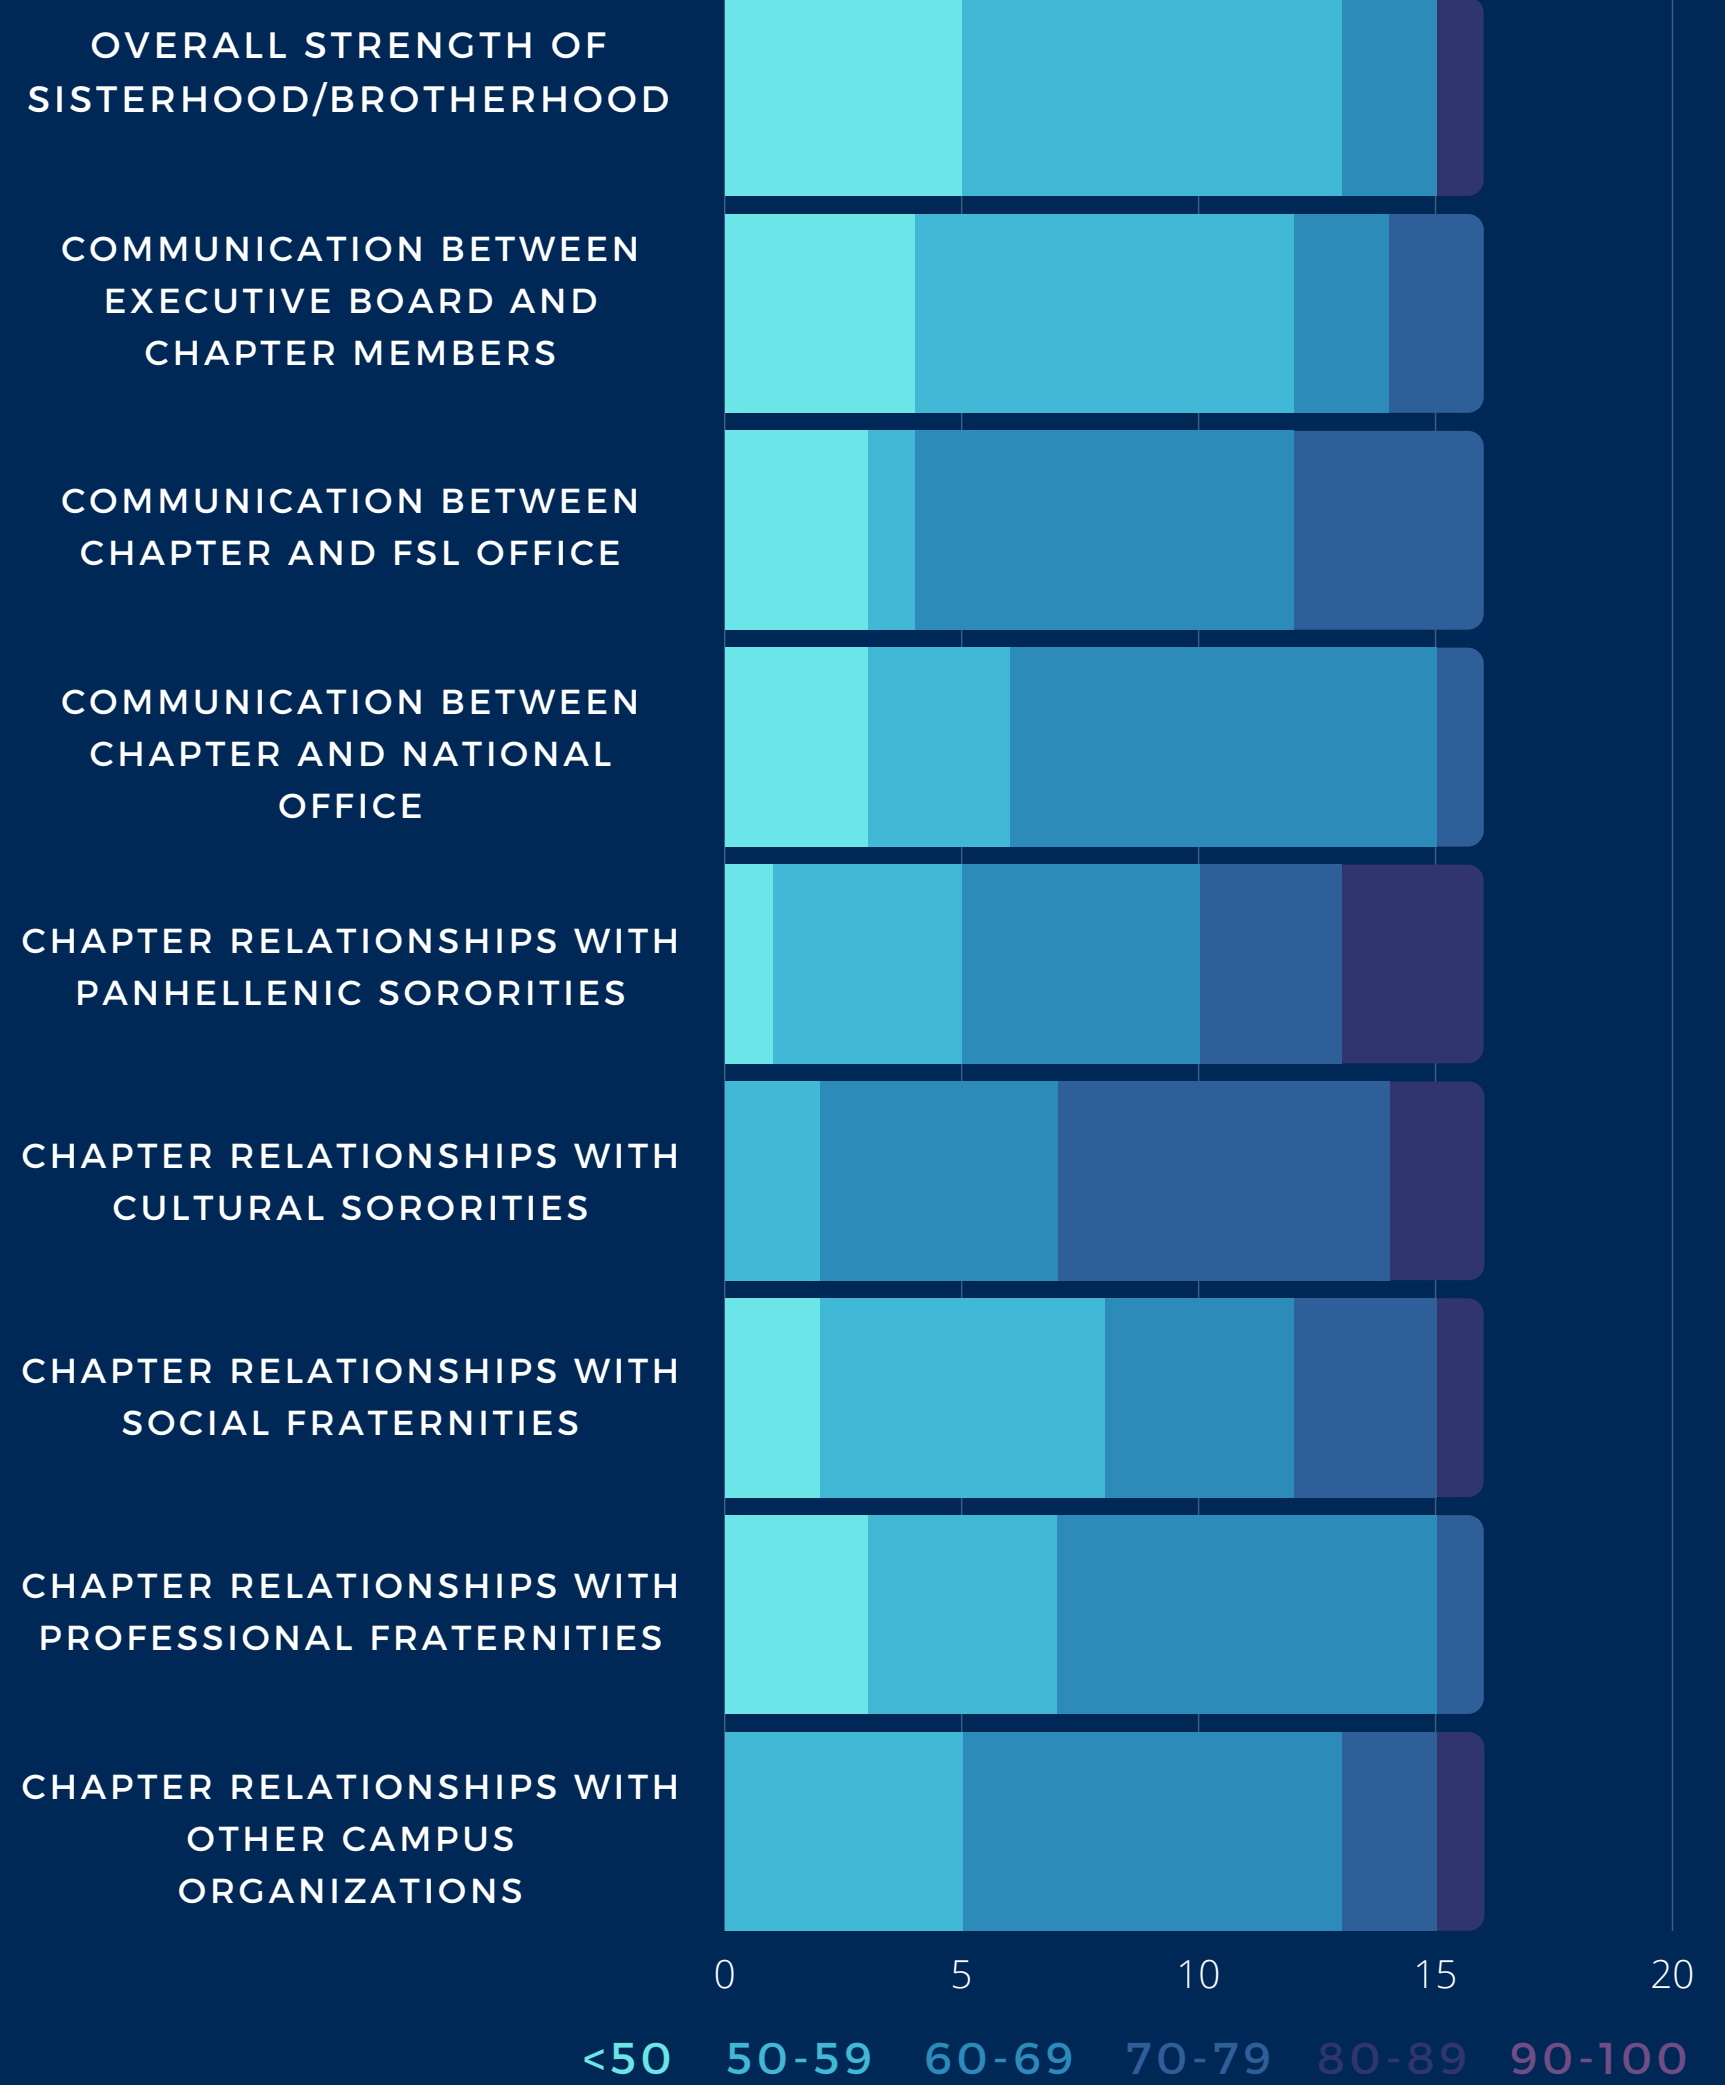 OVERALL STRENGTH OF
SISTERHOOD/BROTHERHOOD
COMMUNICATION BETWEEN
EXECUTIVE BOARD AND
CHAPTER MEMBERS
COMMUNICATION BETWEEN
CHAPTER AND FSL OFFICE
COMMUNICATION BETWEEN
CHAPTER AND NATIONAL
OFFICE
CHAPTER RELATIONSHIPS WITH
PANHELLENIC SORORITIES
CHAPTER RELATIONSHIPS WITH
CULTURAL SORORITIES
CHAPTER RELATIONSHIPS WITH
SOCIAL FRATERNITIES
CHAPTER RELATIONSHIPS WITH
PROFESSIONAL FRATERNITIES
CHAPTER RELATIONSHIPS WITH
OTHER CAMPUS
ORGANIZATIONS
0 5 10 15 20
<50 50-59 60-69 70-79 80-89 90-100